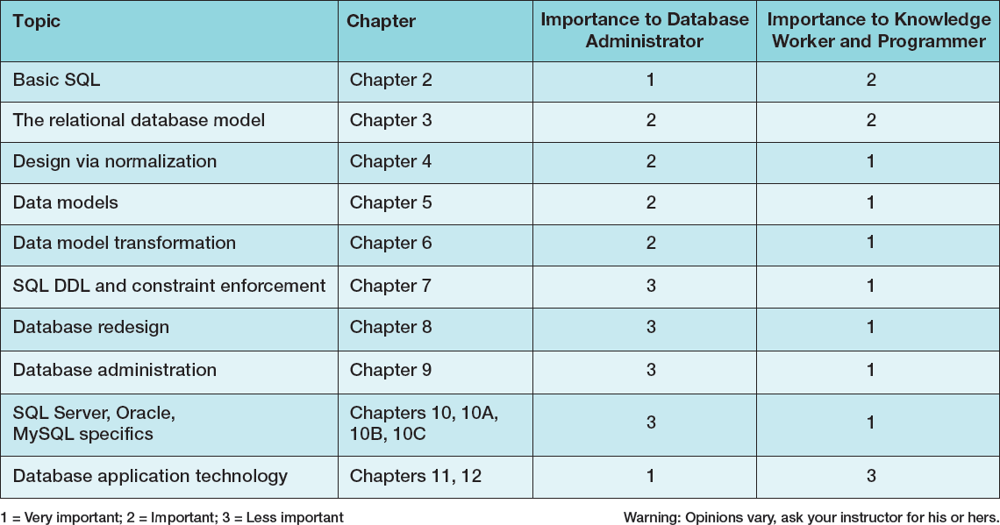 Topic Chapter Importance to Database Administrator Importance to Knowledge Worker and Programmer
Basic SQL Chapter 2 1 2
The relational database model Chapter 3 2 2
Design via normalization Chapter 4 2 1
Data models Chapter 5 2 1
Data model transformation Chapter 6 2 1
SQL DDL and constraint enforcement Chapter 7 3 1
Database redesign Chapter 8 3 1
Database administration Chapter 9 3 1
SQL Server, Oracle, MySQL specifics Chapters 10, 10A, 10B, 10C 3 1
Database application technology Chapters 11, 12 1 3
1 = Very important; 2 = Important; 3 = Less important Warning: Opinions vary, ask your instructor for his or hers.